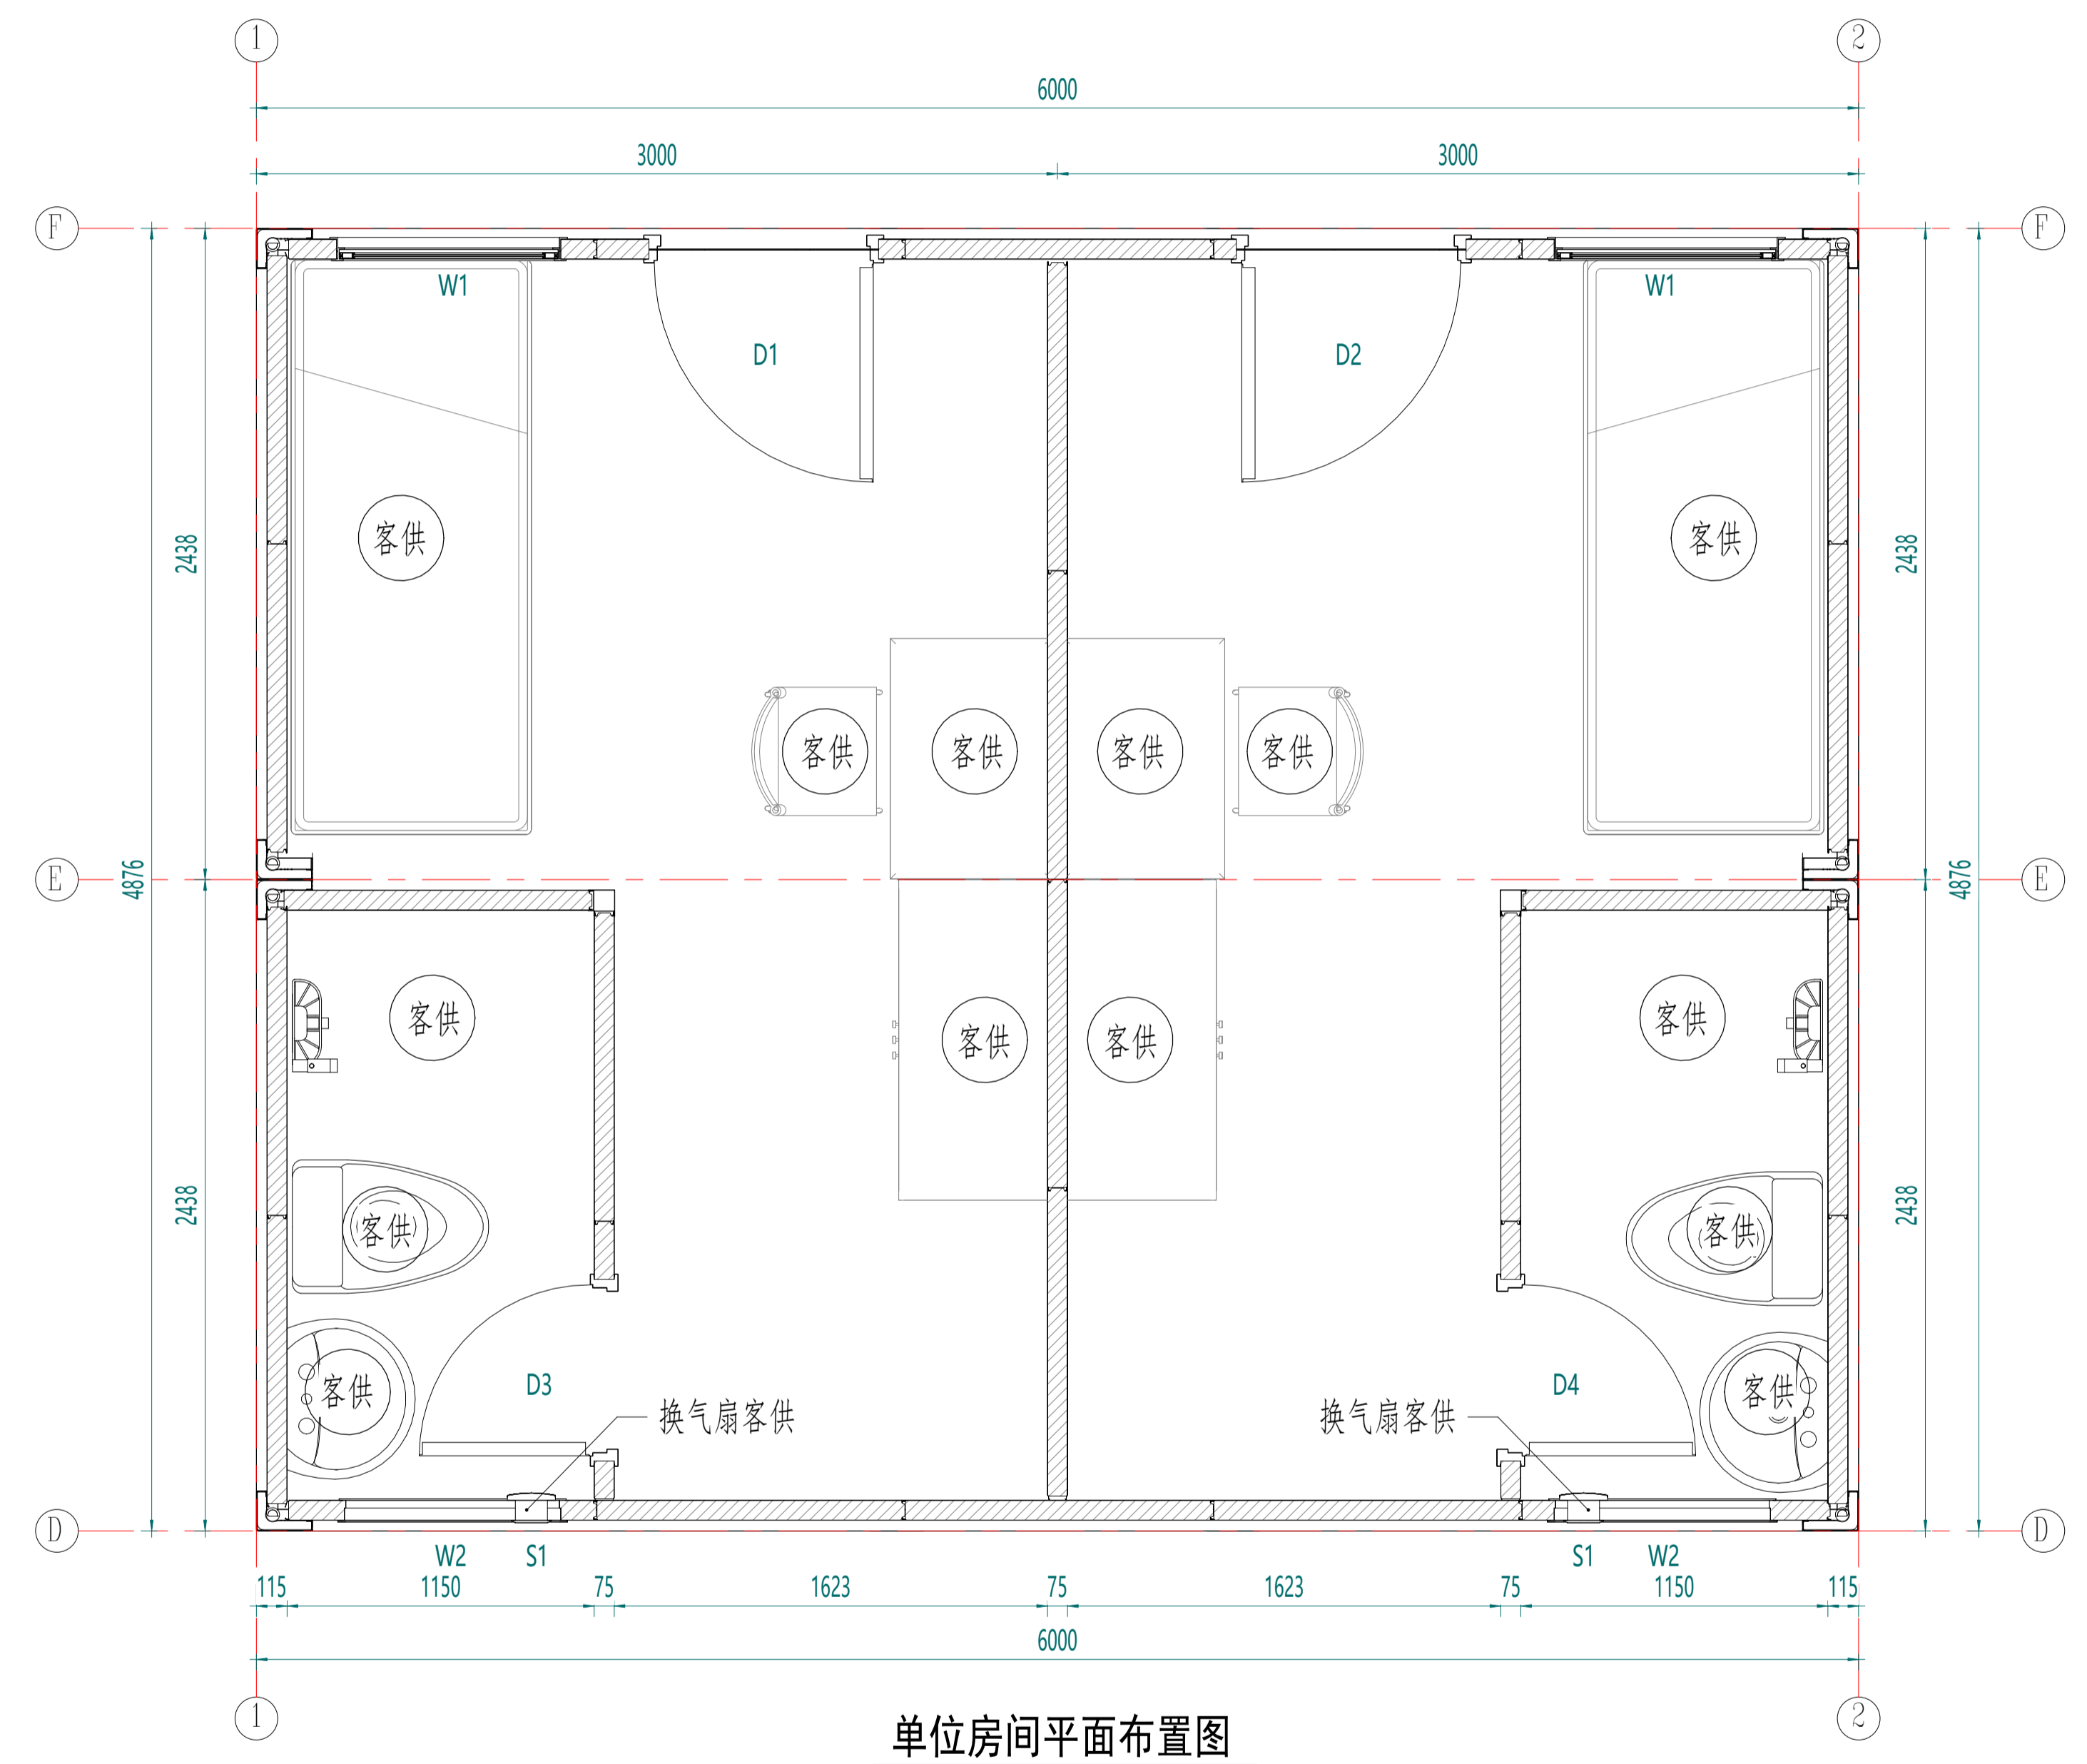 1 2
6000
3000 3000
F F
W1 W1
D1 D2
客供 客供
2438 2438
客供 客供 客供 客供
E E
4876 4876
客供 客供
客供 客供
2438 2438
客供 客供
D3 D4
客供 客供
换气扇客供 换气扇客供
D D
W2 S1 S1 W2
115 1150 75 1623 75 1623 75 1150 115
6000
1 2
单位房间平面布置图